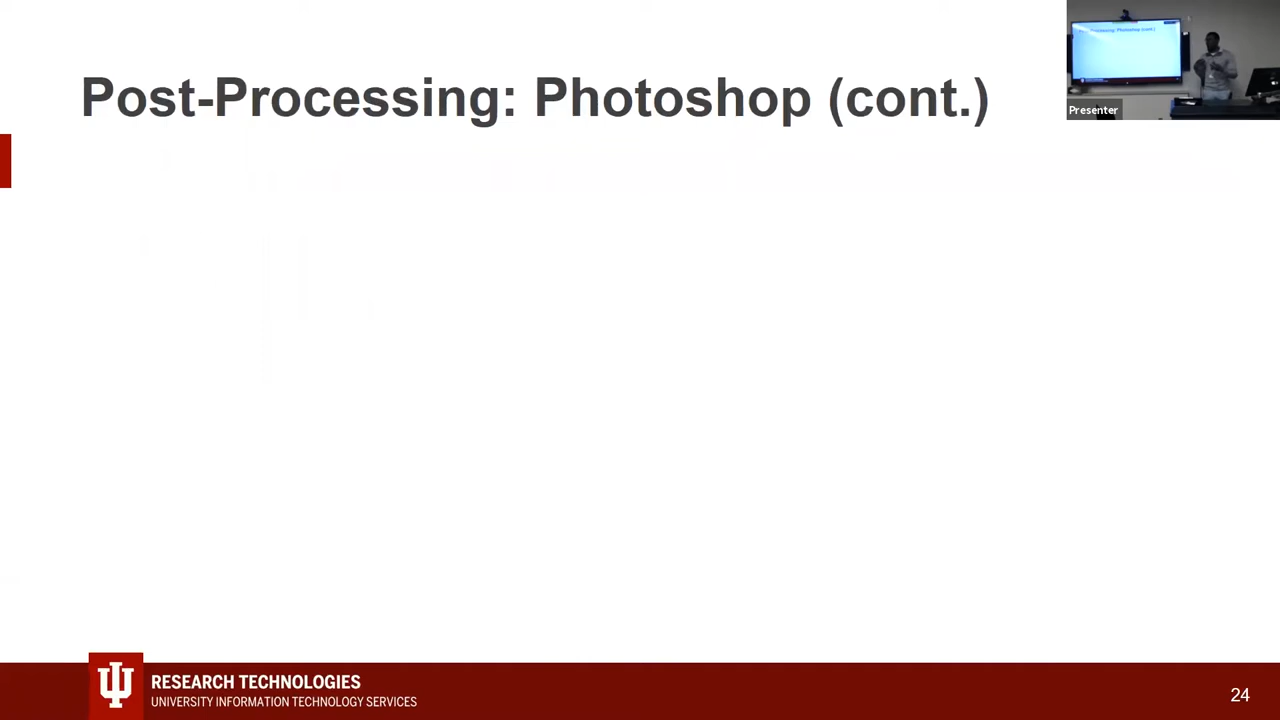 Post-Processing: Photoshop (cont.)
Presenter
RESEARCH TECHNOLOGIES
UNIVERSITY INFORMATION TECHNOLOGY SERVICES
24